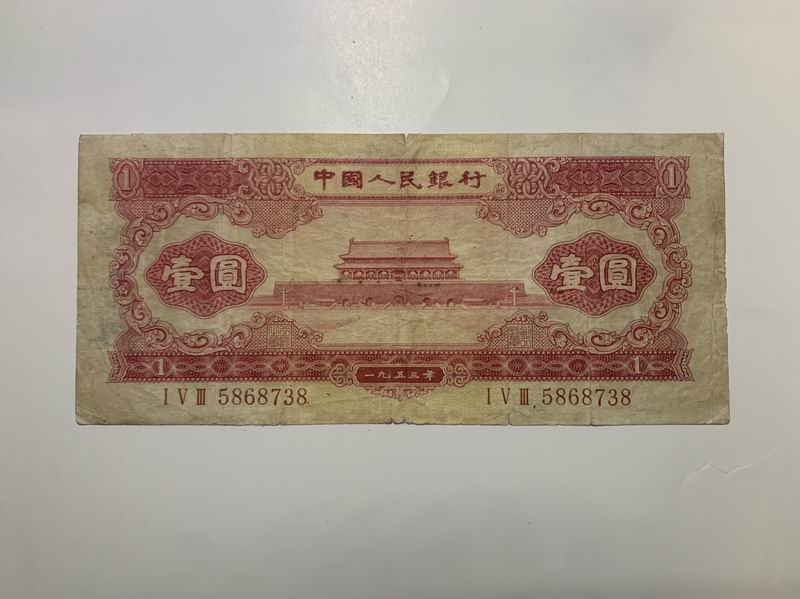 中國人民銀行
1 1
壹圓 壹圓
1 一九五三年 1
I V III 5868738 I V III 5868738